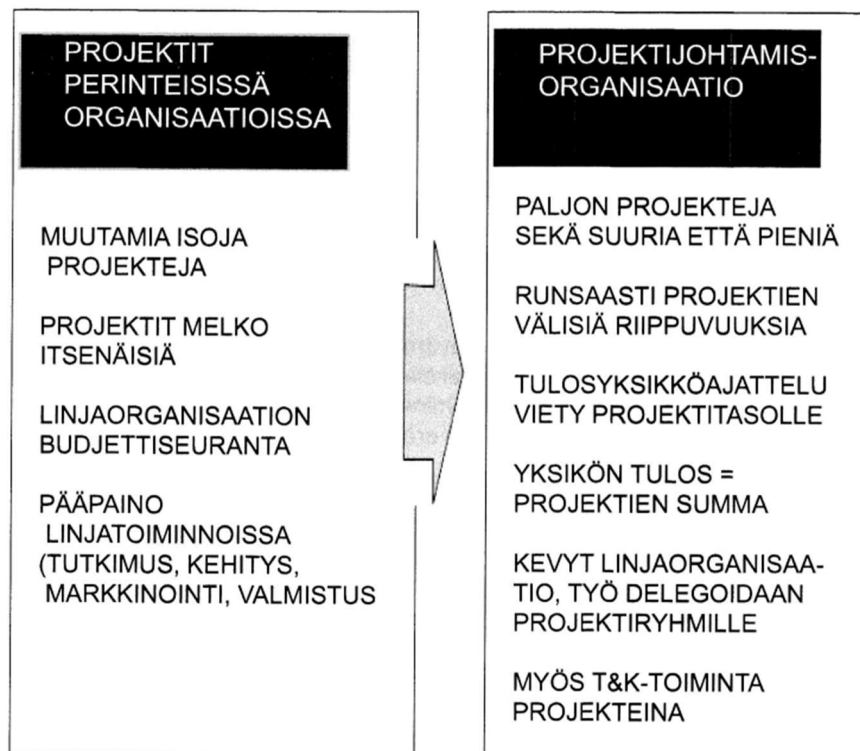 PROJEKTIT
PERINTEISISSÄ
ORGANISAATIOISSA
MUUTAMIA ISOJA
PROJEKTEJA
PROJEKTIT MELKO
ITSENÄISIÄ
LINJAORGANISAATION
BUDJETTISEURANTA
PÄÄPAINO
LINJATOIMINNOISSA
(TUTKIMUS, KEHITYS,
MARKKINOINTI, VALMISTUS
PROJEKTIJOHTAMIS-
ORGANISAATIO
PALJON PROJEKTEJA
SEKÄ SUURIA ETTÄ PIENIÄ
RUNSAASTI PROJEKTIEN
VÄLISIÄ RIIPPUVUUKSIA
TULOSYKSIKKÖAJATTELU
VIETY PROJEKTITASOLLE
YKSIKÖN TULOS =
PROJEKTIEN SUMMA
KEVYT LINJAORGANISAA-
TIO, TYÖ DELEGOIDAAN
PROJEKTIRYHMILLE
MYÖS T&K-TOIMINTA
PROJEKTEINA